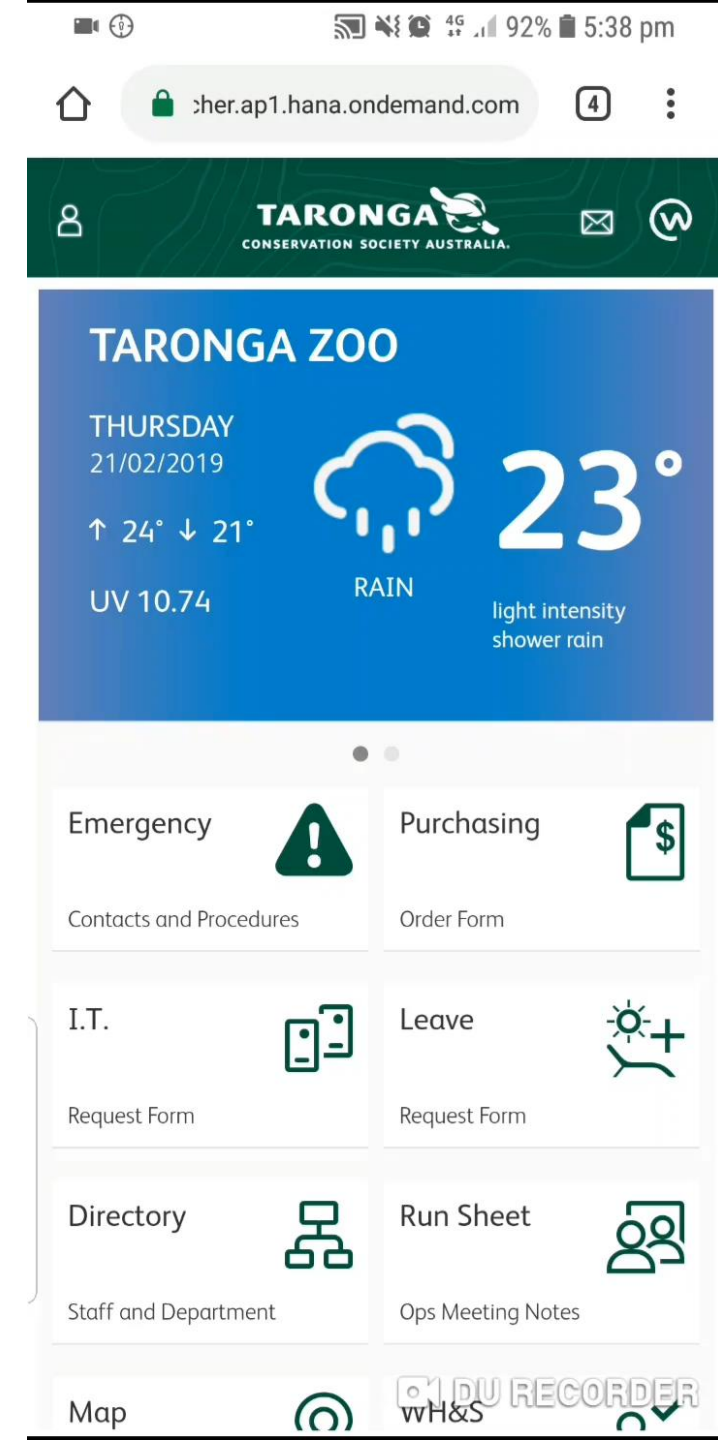 4G 92% 5:38 pm
:her.ap1.hana.ondemand.com 4
TARONGA
CONSERVATION SOCIETY AUSTRALIA.
TARONGA ZOO
THURSDAY
21/02/2019
↑ 24° ↓ 21°
UV 10.74
RAIN
23°
light intensity
shower rain
Emergency
Contacts and Procedures
Purchasing
$
Order Form
I.T.
Request Form
Leave
Request Form
Directory
Staff and Department
Run Sheet
Ops Meeting Notes
Map
WH&S
DU RECORDER